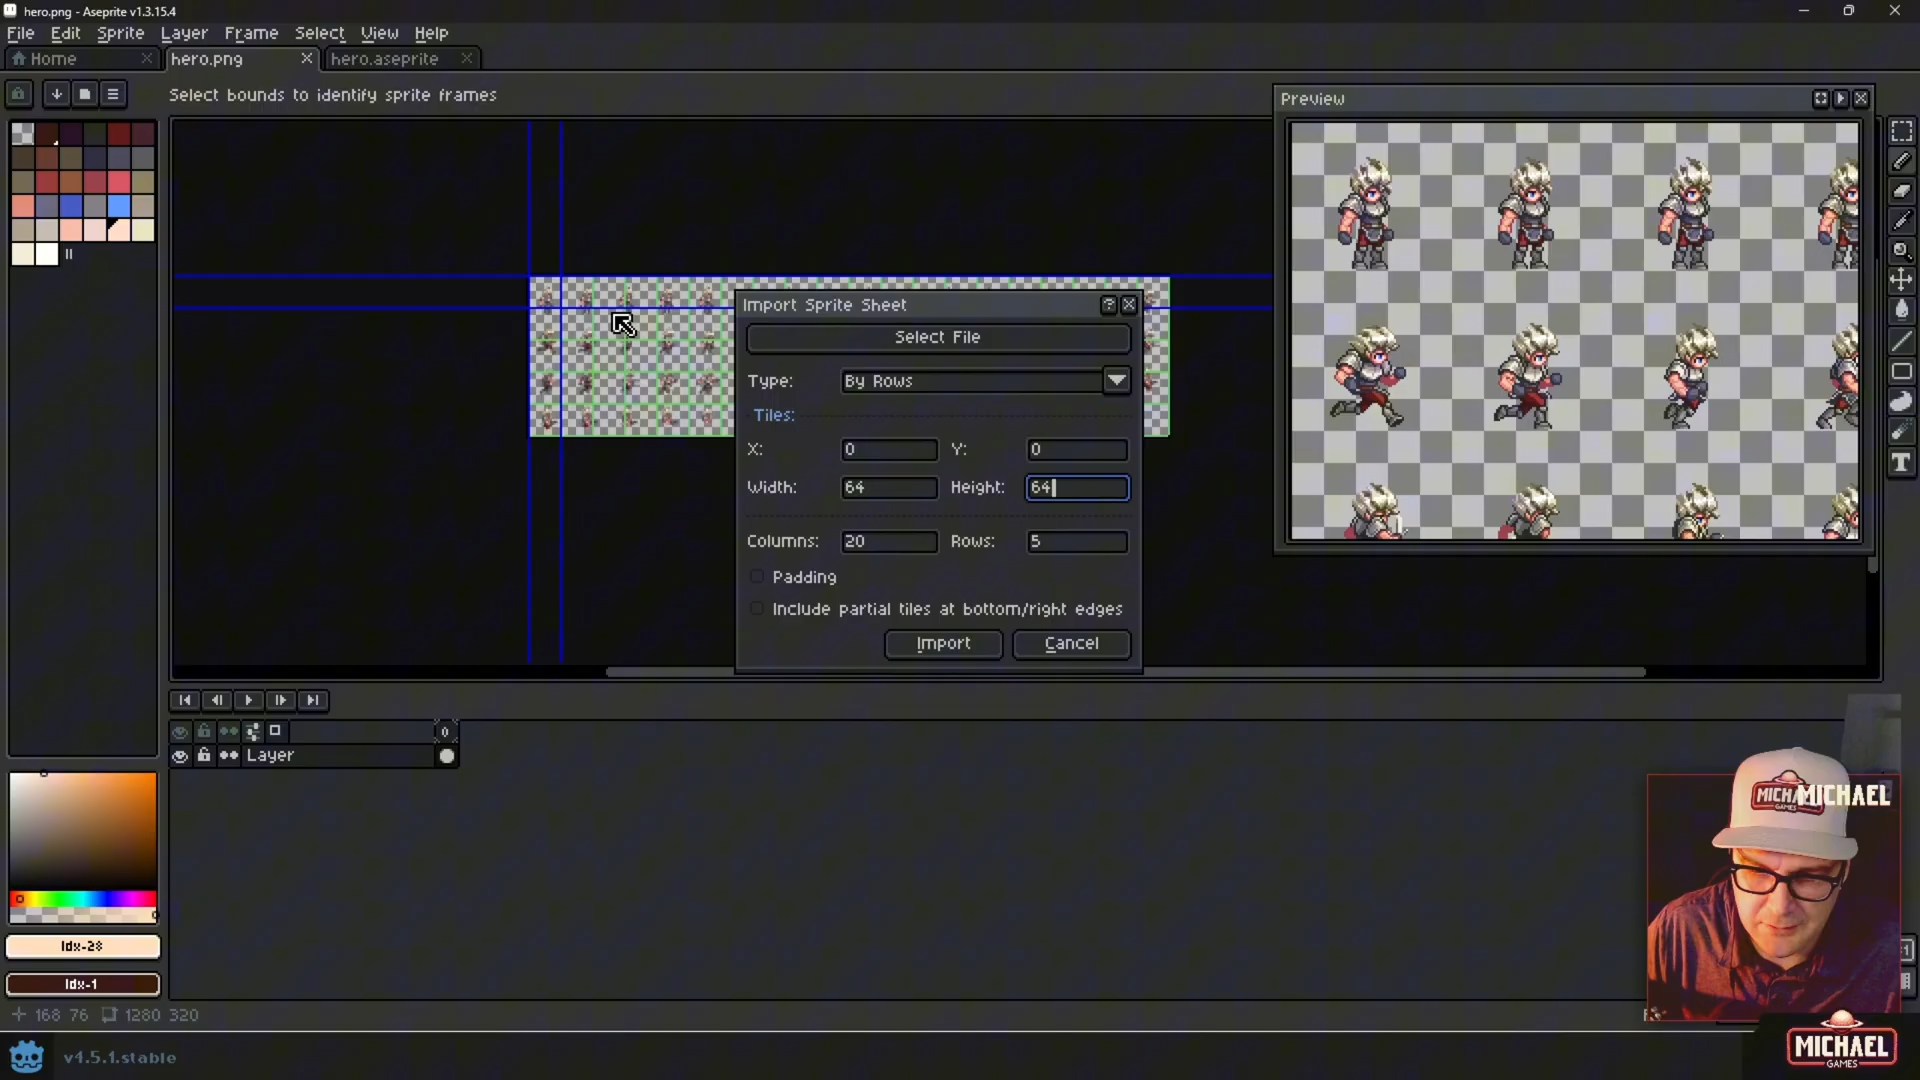 hero.png - Aseprite v1.3.15.4
File Edit Sprite Layer Frame Select View Help
Home hero.png hero.aseprite
Select bounds to identify sprite frames
Preview
Import Sprite Sheet
Select File
Type: By Rows
Tiles:
X: 0 Y: 0
Width: 64 Height: 64
Columns: 20 Rows: 5
Padding
Include partial tiles at bottom/right edges
Import Cancel
0
Layer
Idx-28
Idx-1
168 76 1280 320
v4.5.1.stable
MICHAEL
MICHAEL
GAMES